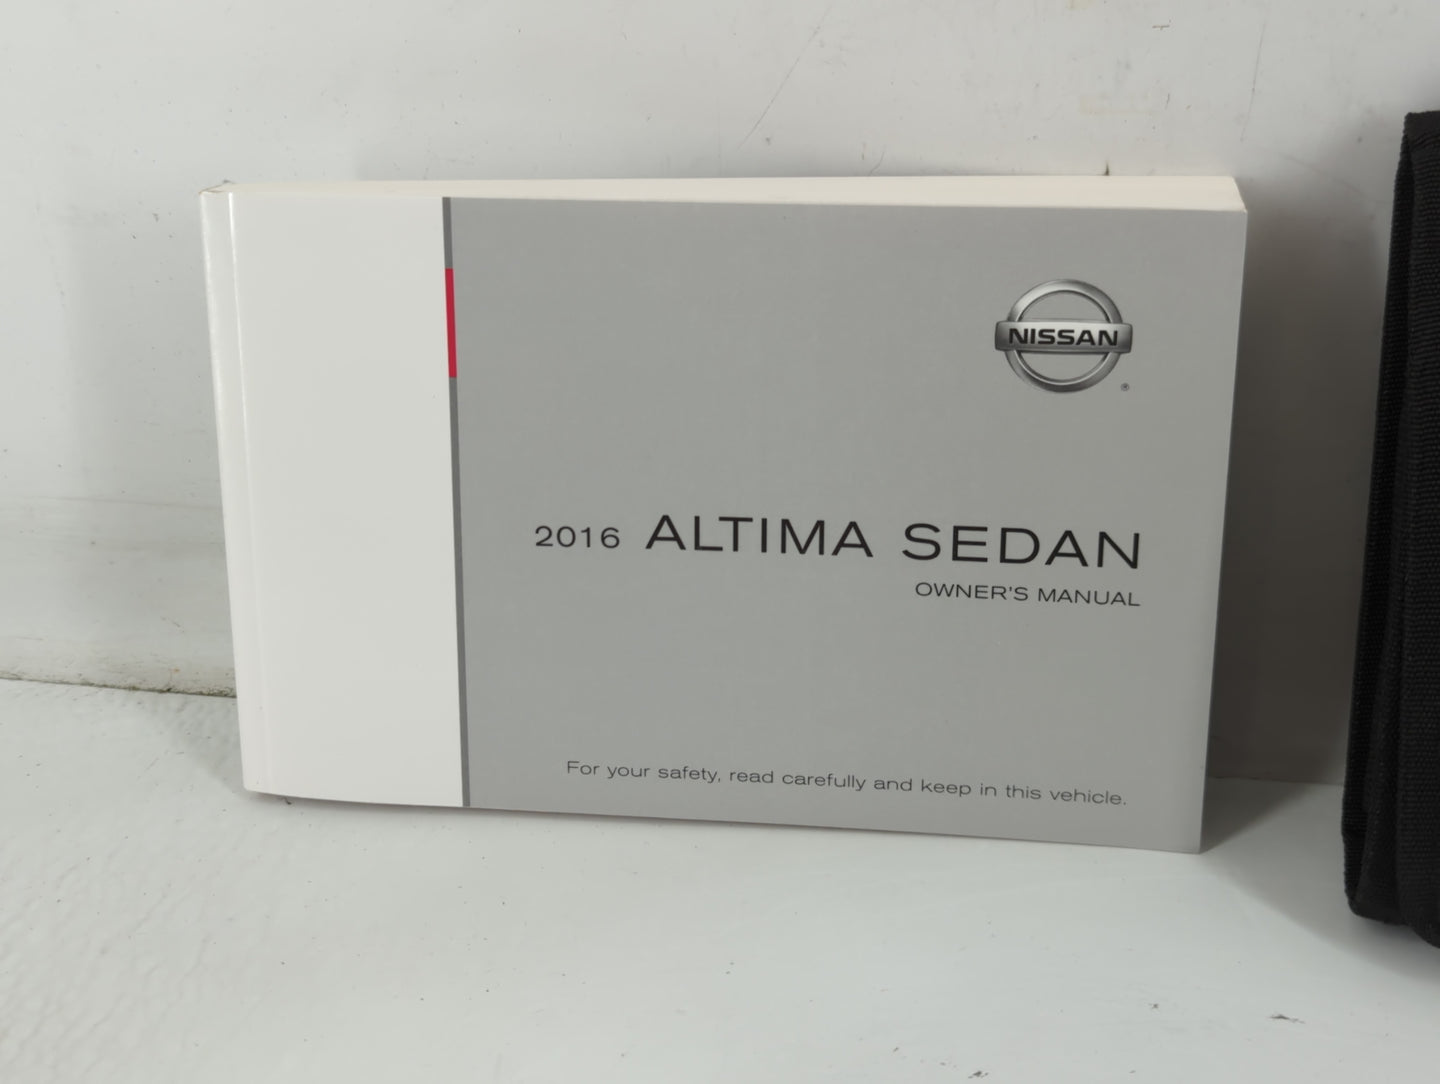 NISSAN
®
2016 ALTIMA SEDAN
OWNER'S MANUAL
For your safety, read carefully and keep in this vehicle.